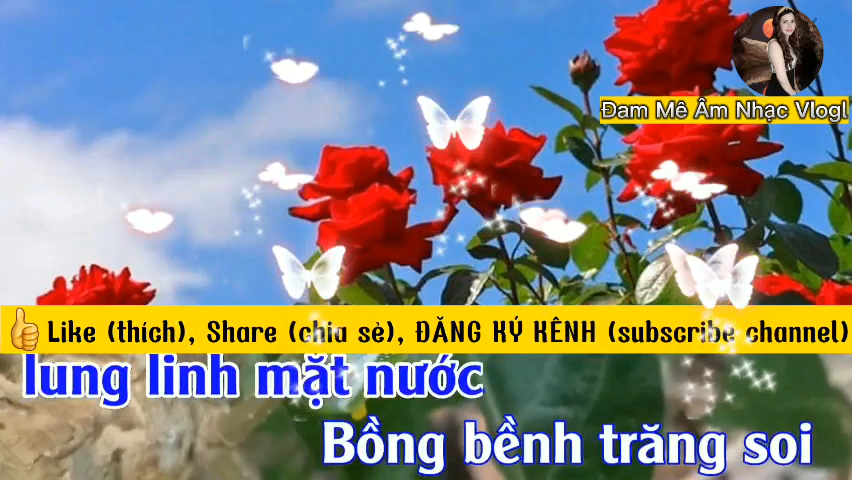 Đam Mê Âm Nhạc Vlogl
Like (thích), Share (chia sẻ), ĐĂNG KÝ KÊNH (subscribe channel)
lung linh mặt nước
Bồng bềnh trăng soi